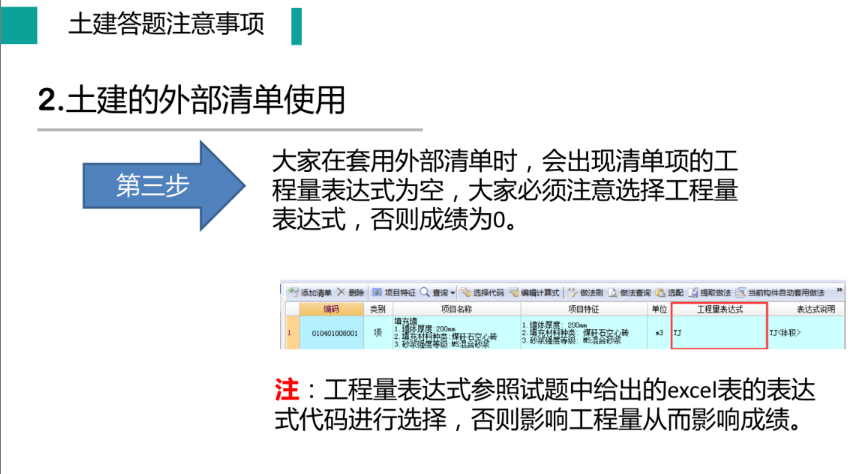 土建答题注意事项
2.土建的外部清单使用
第三步
大家在套用外部清单时，会出现清单项的工
程量表达式为空，大家必须注意选择工程量
表达式，否则成绩为0。
添加清单 删除 项目特征 查询 选择代码 编辑计算式 做法刷 做法查询 选配 提取做法 当前构件自动套用做法 »
编码 类别 项目名称 项目特征 单位 工程量表达式 表达式说明
1 010401008001 项 填充墙
1.墙体厚度:200mm
2.填充材料种类:煤矸石空心砖
3.砂浆强度等级:M5混合砂浆
1.墙体厚度: 200mm
2.填充材料种类: 煤矸石空心砖
3.砂浆强度等级: M5混合砂浆
m3 TJ TJ<体积>
注：工程量表达式参照试题中给出的excel表的表达
式代码进行选择，否则影响工程量从而影响成绩。